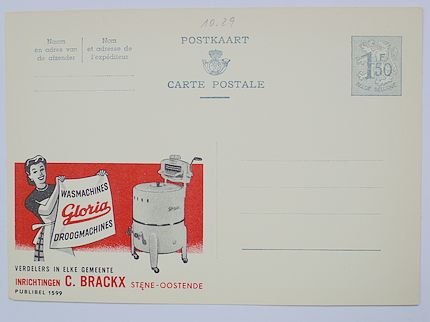 10.29
Naam
en adres van
de afzender
Nom
et adresse de
l'expéditeur
POSTKAART
CARTE POSTALE
1F50
BELGIE-BELGIQUE
WASMACHINES
Gloria
DROOGMACHINES
VERDELERS IN ELKE GEMEENTE
INRICHTINGEN C. BRACKX STENE-OOSTENDE
PUBLIBEL 1599